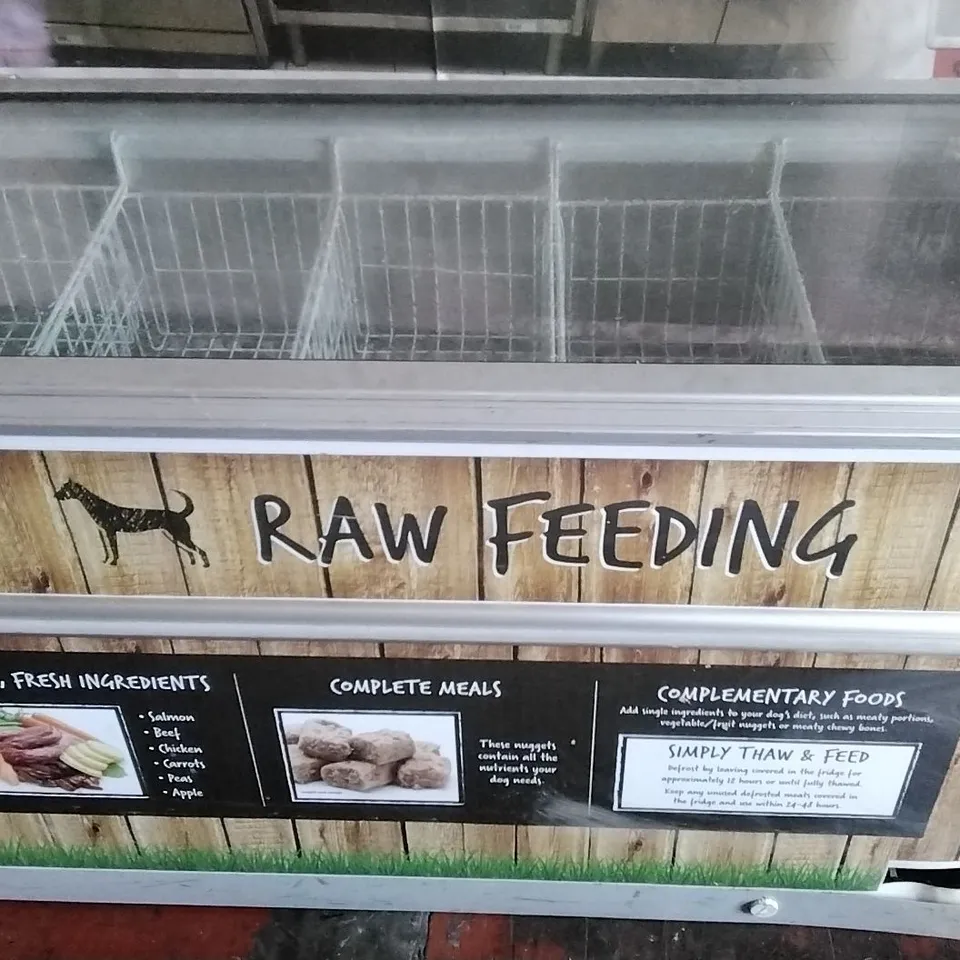 RAW FEEDING
, FRESH INGREDIENTS
• Salmon
• Beef
• Chicken
• Carrots
• Peas
• Apple
COMPLETE MEALS
These nuggets
contain all the
nutrients your
dog needs.
COMPLEMENTARY FOODS
Add single ingredients to your dog's diet, such as meaty portions,
vegetable/fruit nuggets or meaty chewy bones.
SIMPLY THAW & FEED
Defrost by leaving covered in the fridge for
approximately 12 hours or until fully thawed.
Keep any unused defrosted meats covered in
the fridge and use within 24-48 hours.